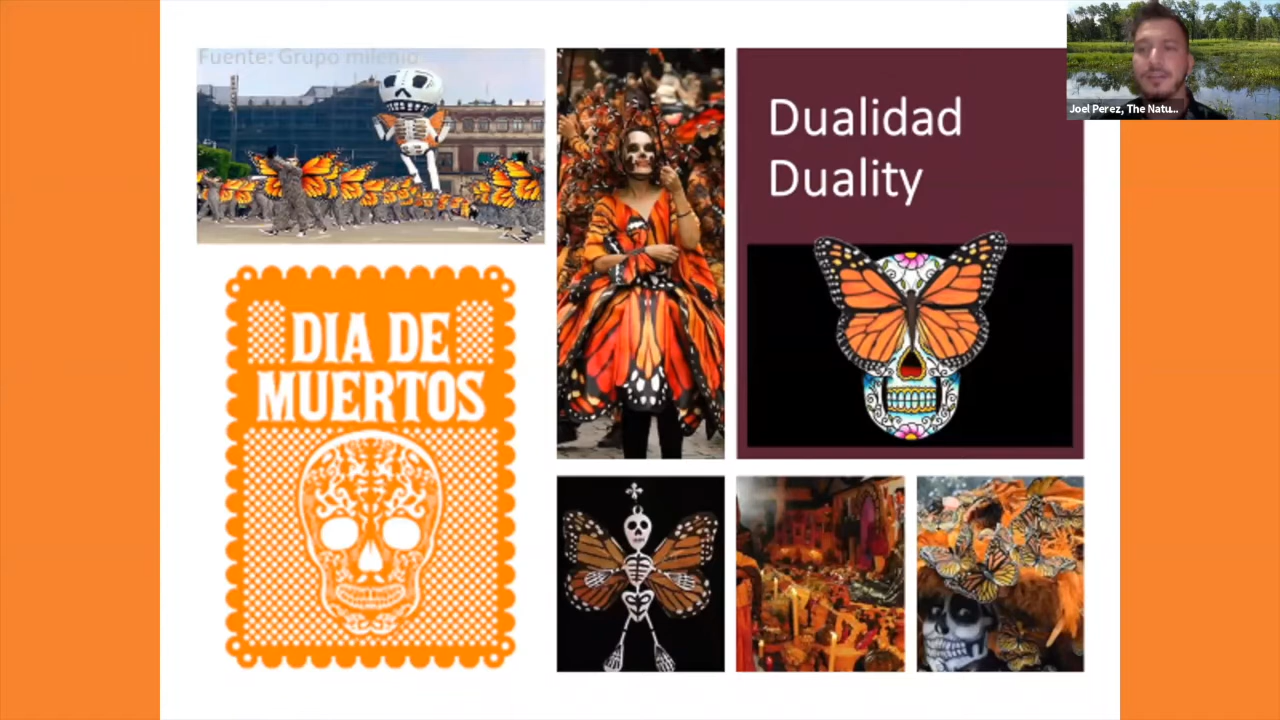 Fuente: Grupo milenio
Dualidad
Duality
DIA DE
MUERTOS
Joel Perez, The Natu...